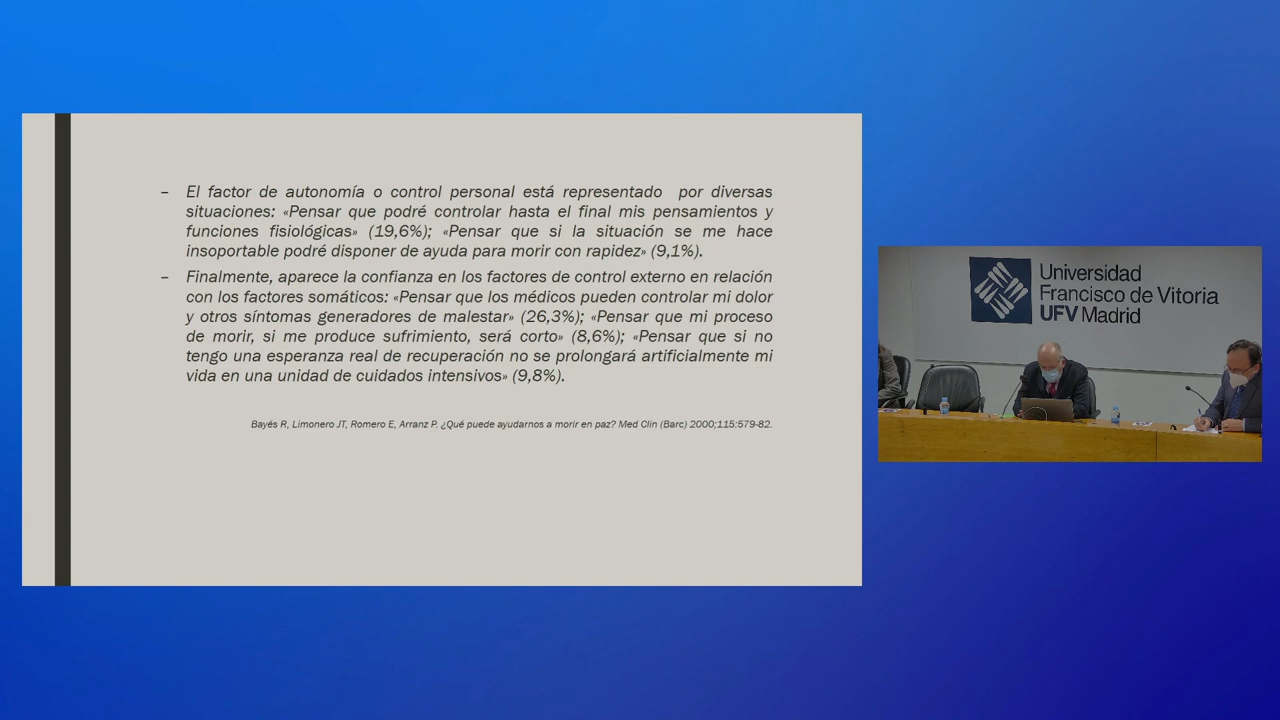 – El factor de autonomía o control personal está representado por diversas
situaciones: «Pensar que podré controlar hasta el final mis pensamientos y
funciones fisiológicas» (19,6%); «Pensar que si la situación se me hace
insoportable podré disponer de ayuda para morir con rapidez» (9,1%).
– Finalmente, aparece la confianza en los factores de control externo en relación
con los factores somáticos: «Pensar que los médicos pueden controlar mi dolor
y otros síntomas generadores de malestar» (26,3%); «Pensar que mi proceso
de morir, si me produce sufrimiento, será corto» (8,6%); «Pensar que si no
tengo una esperanza real de recuperación no se prolongará artificialmente mi
vida en una unidad de cuidados intensivos» (9,8%).
Bayés R, Limonero JT, Romero E, Arranz P. ¿Qué puede ayudarnos a morir en paz? Med Clin (Barc) 2000;115:579-82.
Universidad
Francisco de Vitoria
UFV Madrid